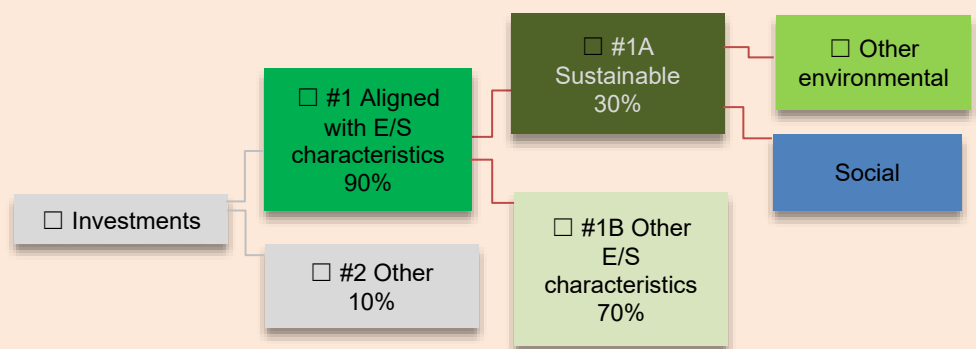 ☐ Investments
☐ #1 Aligned
with E/S
characteristics
90%
☐ #2 Other
10%
☐ #1A
Sustainable
30%
☐ #1B Other
E/S
characteristics
70%
☐ Other
environmental
Social